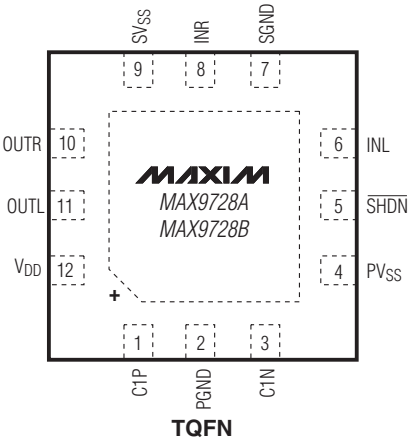 SVSS
INR
SGND
9
8
7
OUTR
10
6
INL
MAXIM
MAX9728A
MAX9728B
OUTL
11
5
SHDN
VDD
12
4
PVSS
+
1
2
3
C1P
PGND
C1N
TQFN